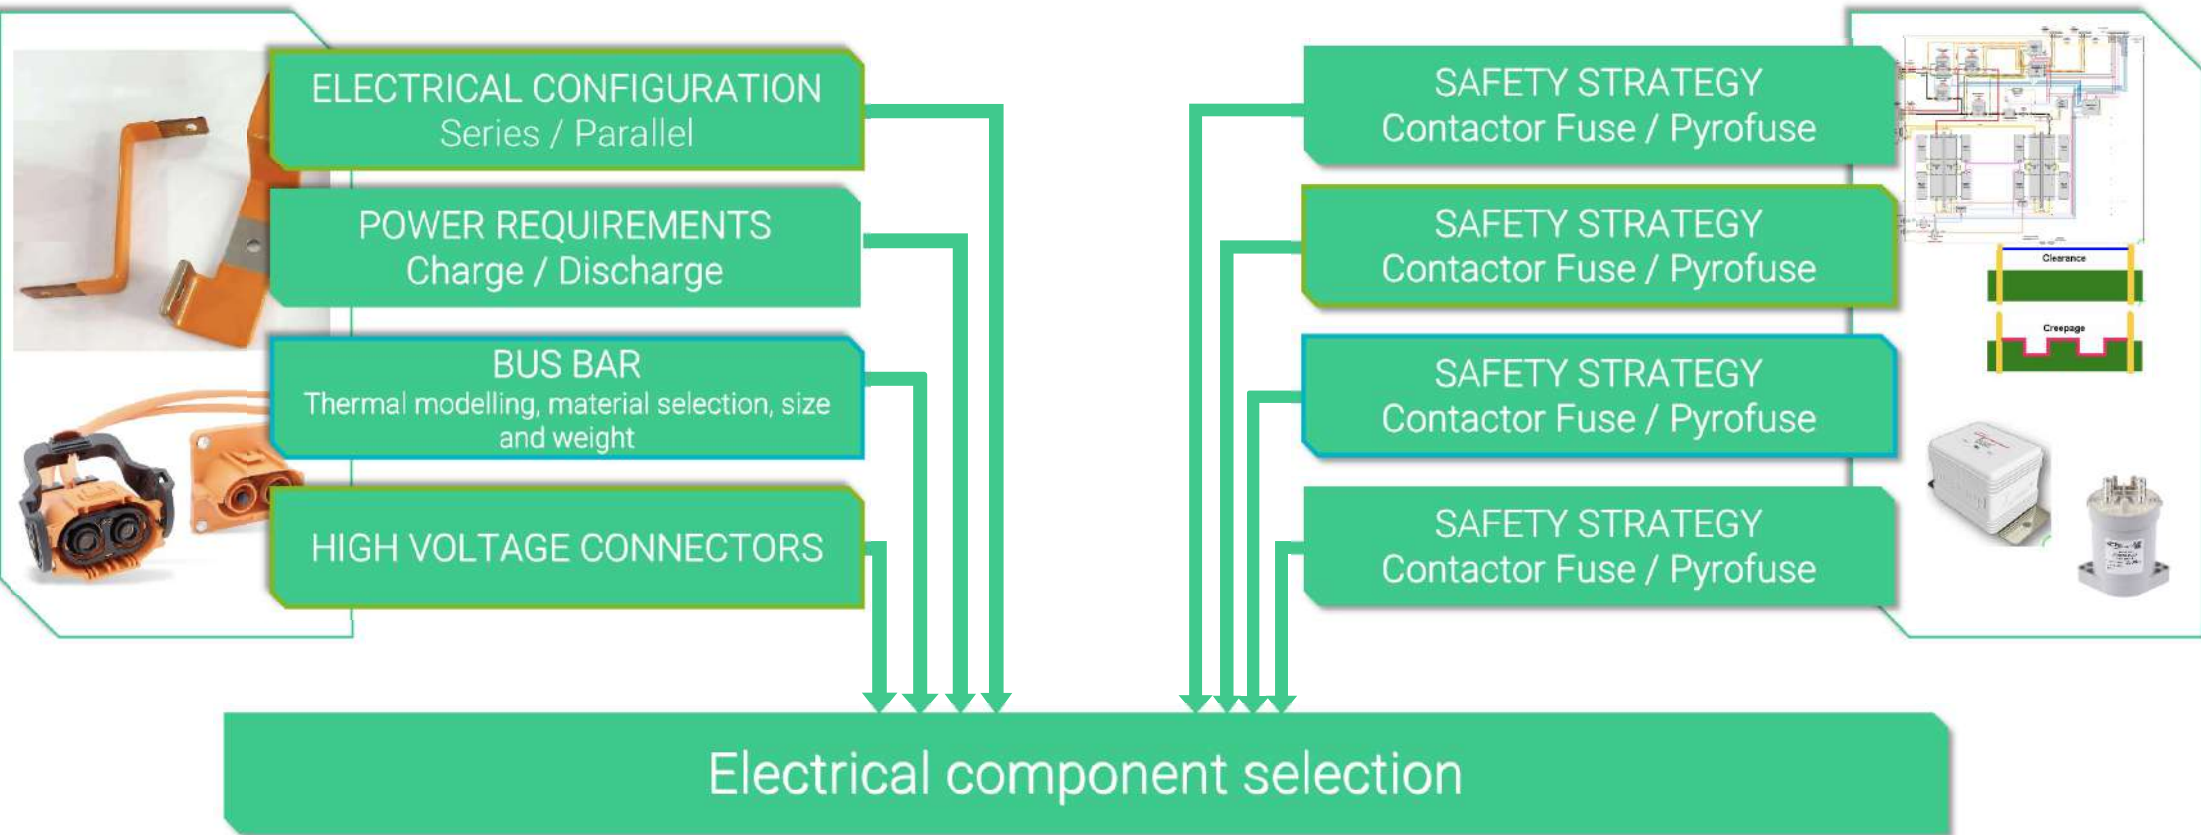 ELECTRICAL CONFIGURATION
Series / Parallel
POWER REQUIREMENTS
Charge / Discharge
BUS BAR
Thermal modelling, material selection, size
and weight
HIGH VOLTAGE CONNECTORS
SAFETY STRATEGY
Contactor Fuse / Pyrofuse
SAFETY STRATEGY
Contactor Fuse / Pyrofuse
SAFETY STRATEGY
Contactor Fuse / Pyrofuse
SAFETY STRATEGY
Contactor Fuse / Pyrofuse
Clearance
Creepage
Electrical component selection